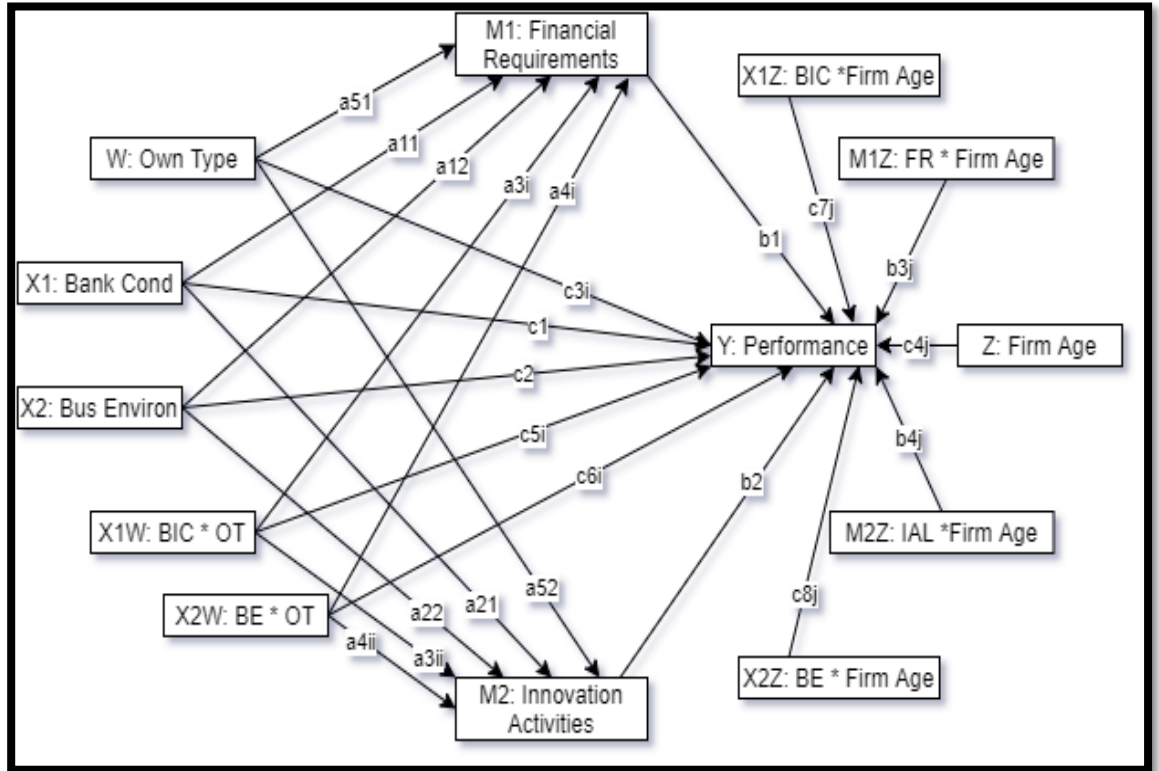 M1: Financial
Requirements
X1Z: BIC *Firm Age
a51
W: Own Type
a11
M1Z: FR * Firm Age
a12
a3i
a4i
c7j
b1
b3j
X1: Bank Cond
c3i
c1
Y: Performance
c4j
Z: Firm Age
c2
X2: Bus Environ
c5i
b4j
c6i
b2
X1W: BIC * OT
M2Z: IAL *Firm Age
a52
c8j
a21
a22
X2W: BE * OT
a4ii
a3ii
X2Z: BE * Firm Age
M2: Innovation
Activities